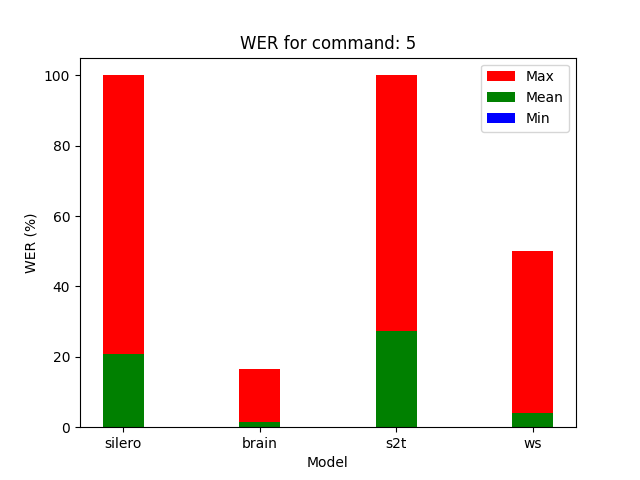 WER for command: 5
Max
Mean
Min
WER (%)
100
80
60
40
20
0
silero brain s2t ws
Model